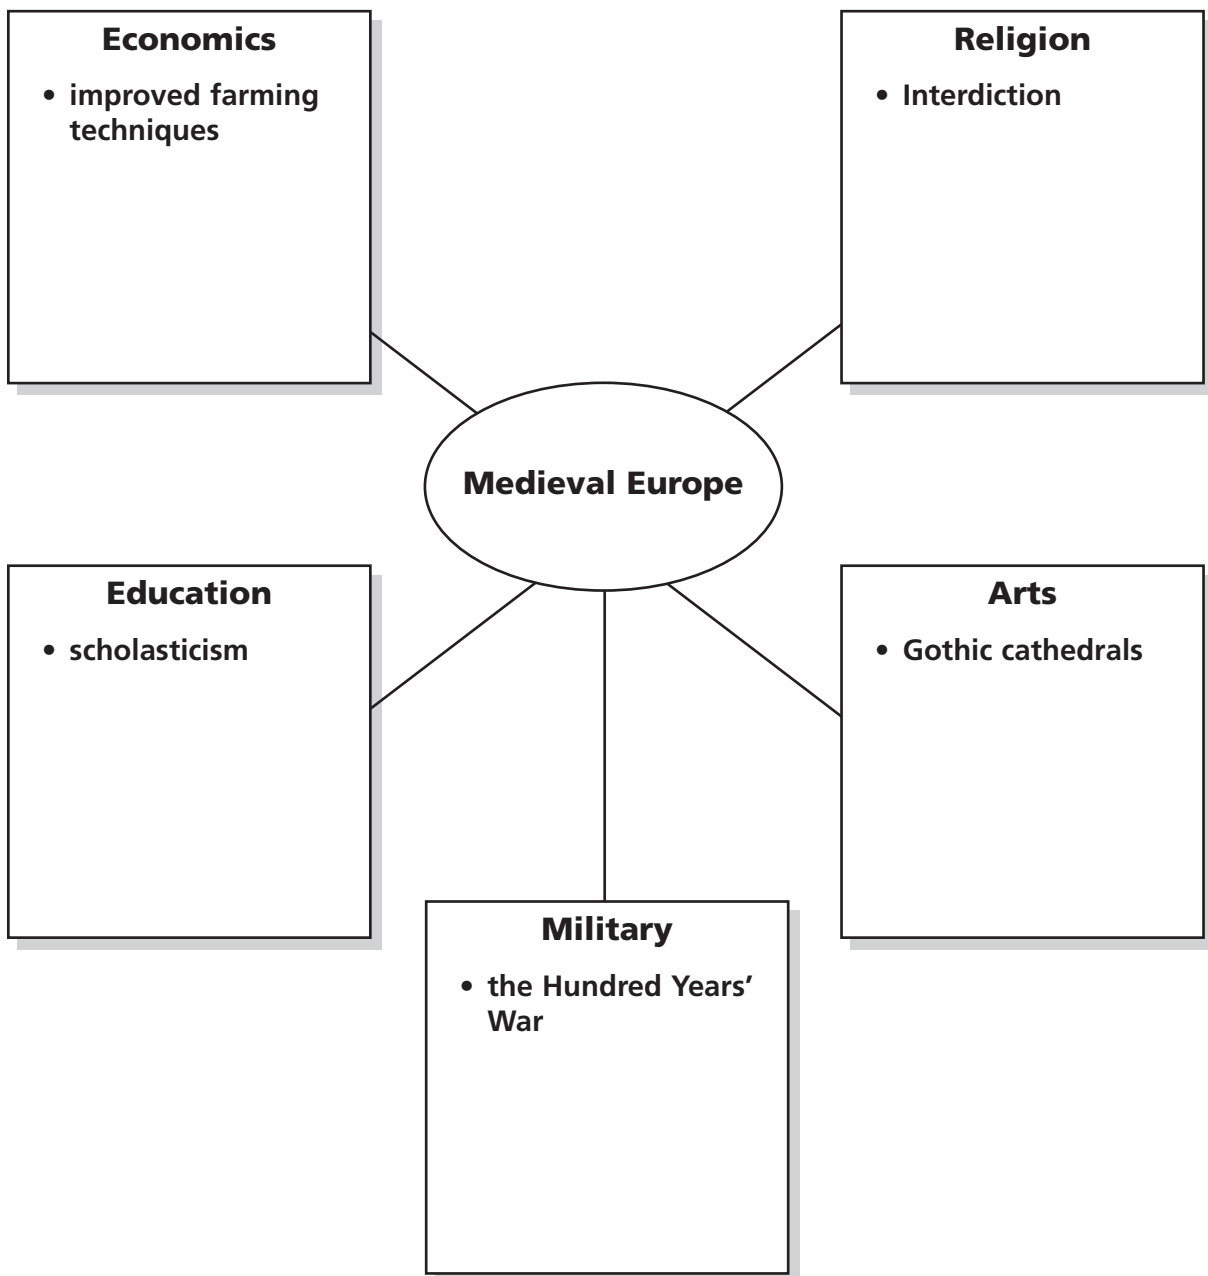 Economics
• improved farming
techniques
Religion
• Interdiction
Medieval Europe
Education
• scholasticism
Arts
• Gothic cathedrals
Military
• the Hundred Years’
War